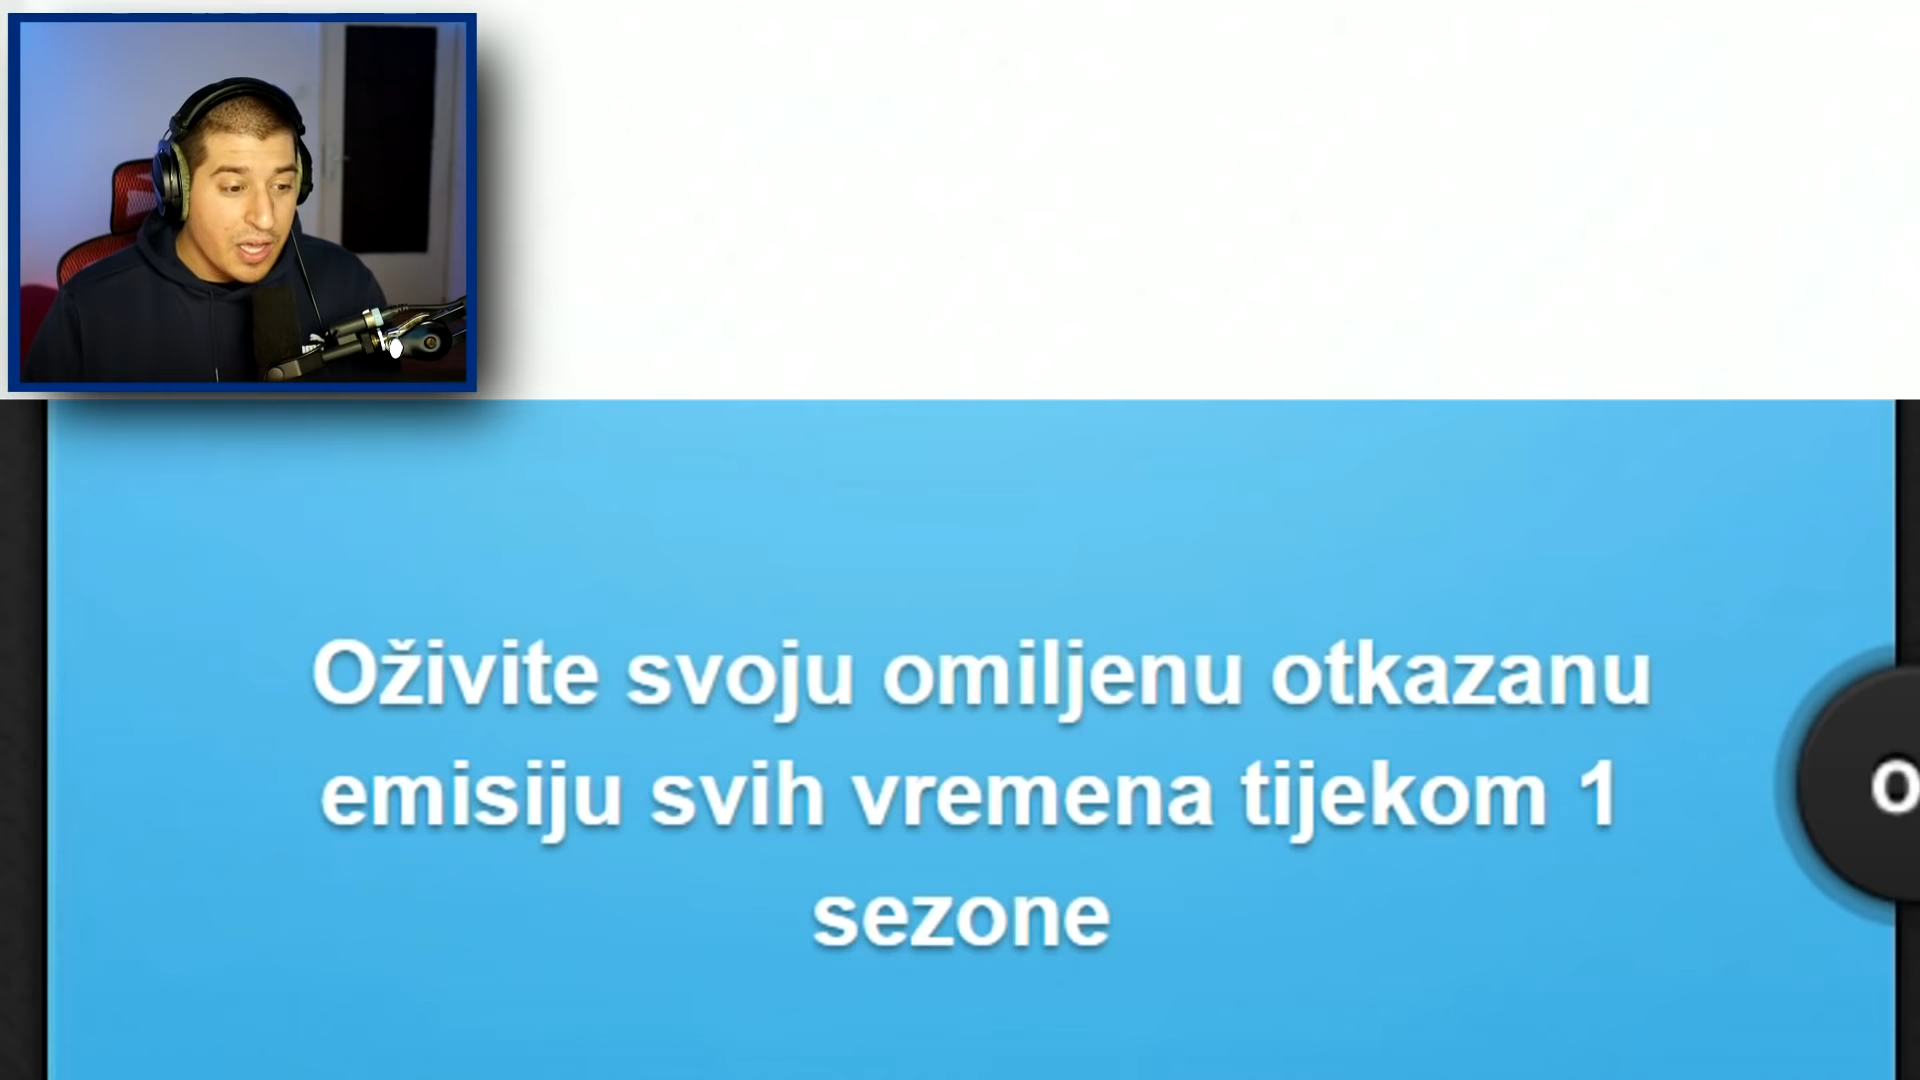 Oživite svoju omiljenu otkazanu
emisiju svih vremena tijekom 1
sezone